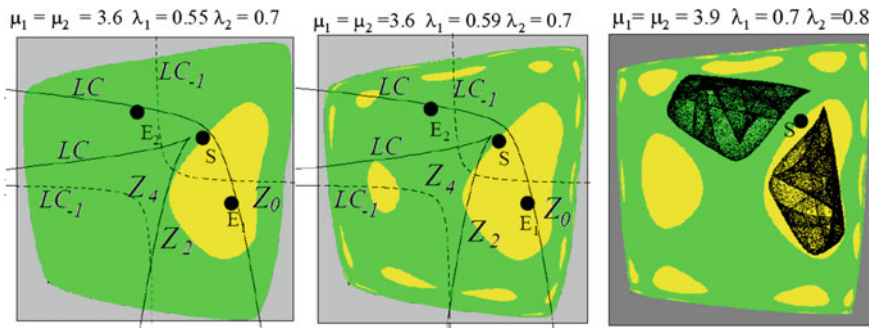 μ₁ = μ₂ = 3.6 λ₁ = 0.55 λ₂ = 0.7
LC
LC₋₁
E₂
S
LC
Z₄
LC₋₁
Z₀
E₁
Z₂
μ₁ = μ₂ =3.6 λ₁ = 0.59 λ₂ = 0.7
LC
LC₋₁
E₂
S
LC
Z₄
LC₋₁
Z₀
E₁
Z₂
μ₁= μ₂ = 3.9 λ₁ = 0.7 λ₂ =0.8
S